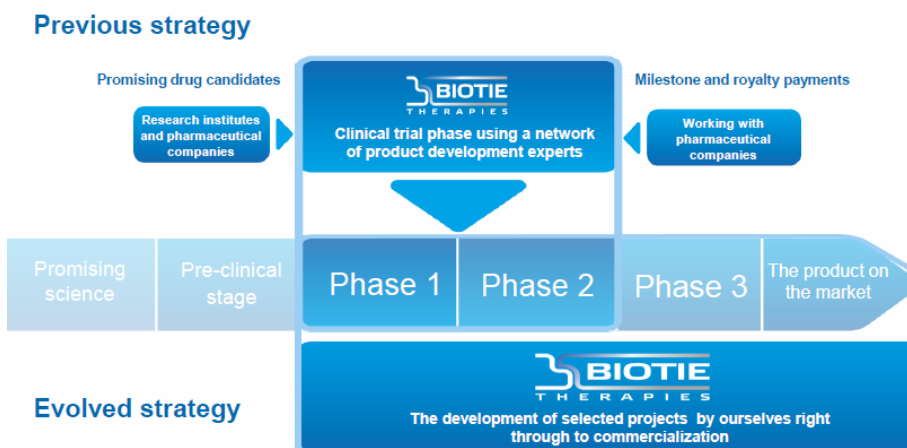 Previous strategy
Promising drug candidates
Research institutes
and pharmaceutical
companies
BIOTIE
THERAPIES
Clinical trial phase using a network
of product development experts
Milestone and royalty payments
Working with
pharmaceutical
companies
Promising
science
Pre-clinical
stage
Phase 1
Phase 2
Phase 3
The product on
the market
Evolved strategy
BIOTIE
THERAPIES
The development of selected projects by ourselves right
through to commercialization